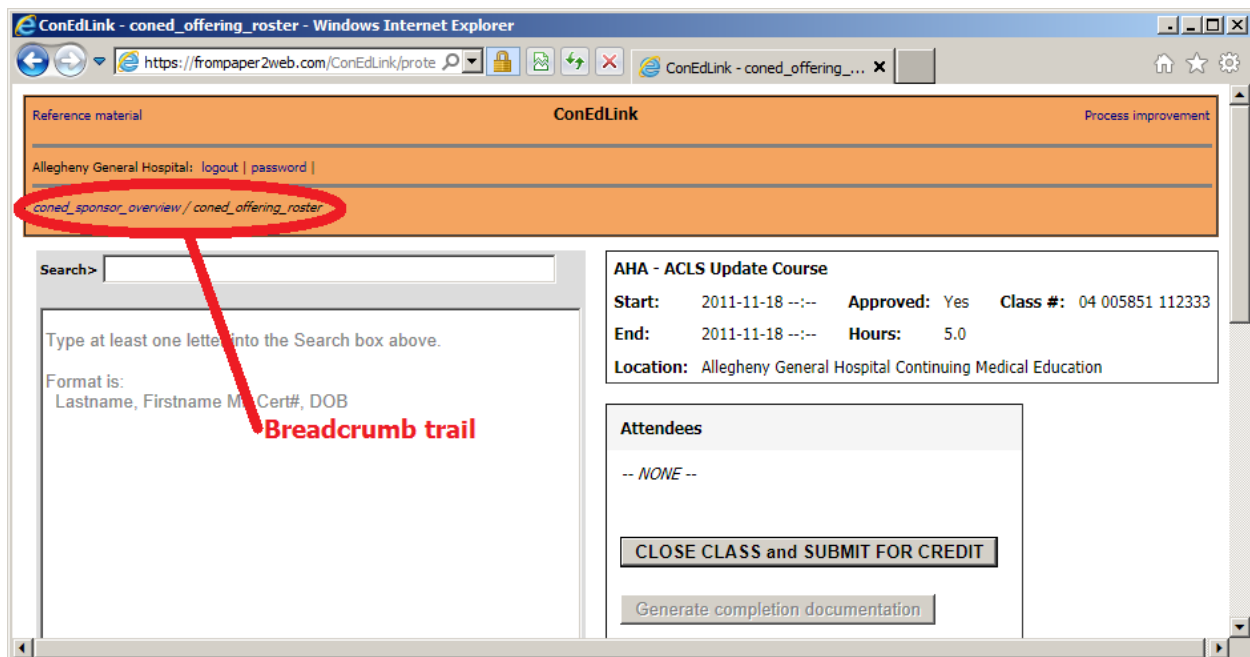 ConEdLink - coned_offering_roster - Windows Internet Explorer
https://frompaper2web.com/ConEdLink/prote
ConEdLink - coned_offering_...
Reference material ConEdLink Process improvement
Allegheny General Hospital: logout | password |
coned_sponsor_overview / coned_offering_roster
Search>
Type at least one letter into the Search box above.
Format is:
Lastname, Firstname MI, Cert#, DOB
Breadcrumb trail
AHA - ACLS Update Course
Start: 2011-11-18 --:-- Approved: Yes Class #: 04 005851 112333
End: 2011-11-18 --:-- Hours: 5.0
Location: Allegheny General Hospital Continuing Medical Education
Attendees
-- NONE --
CLOSE CLASS and SUBMIT FOR CREDIT
Generate completion documentation